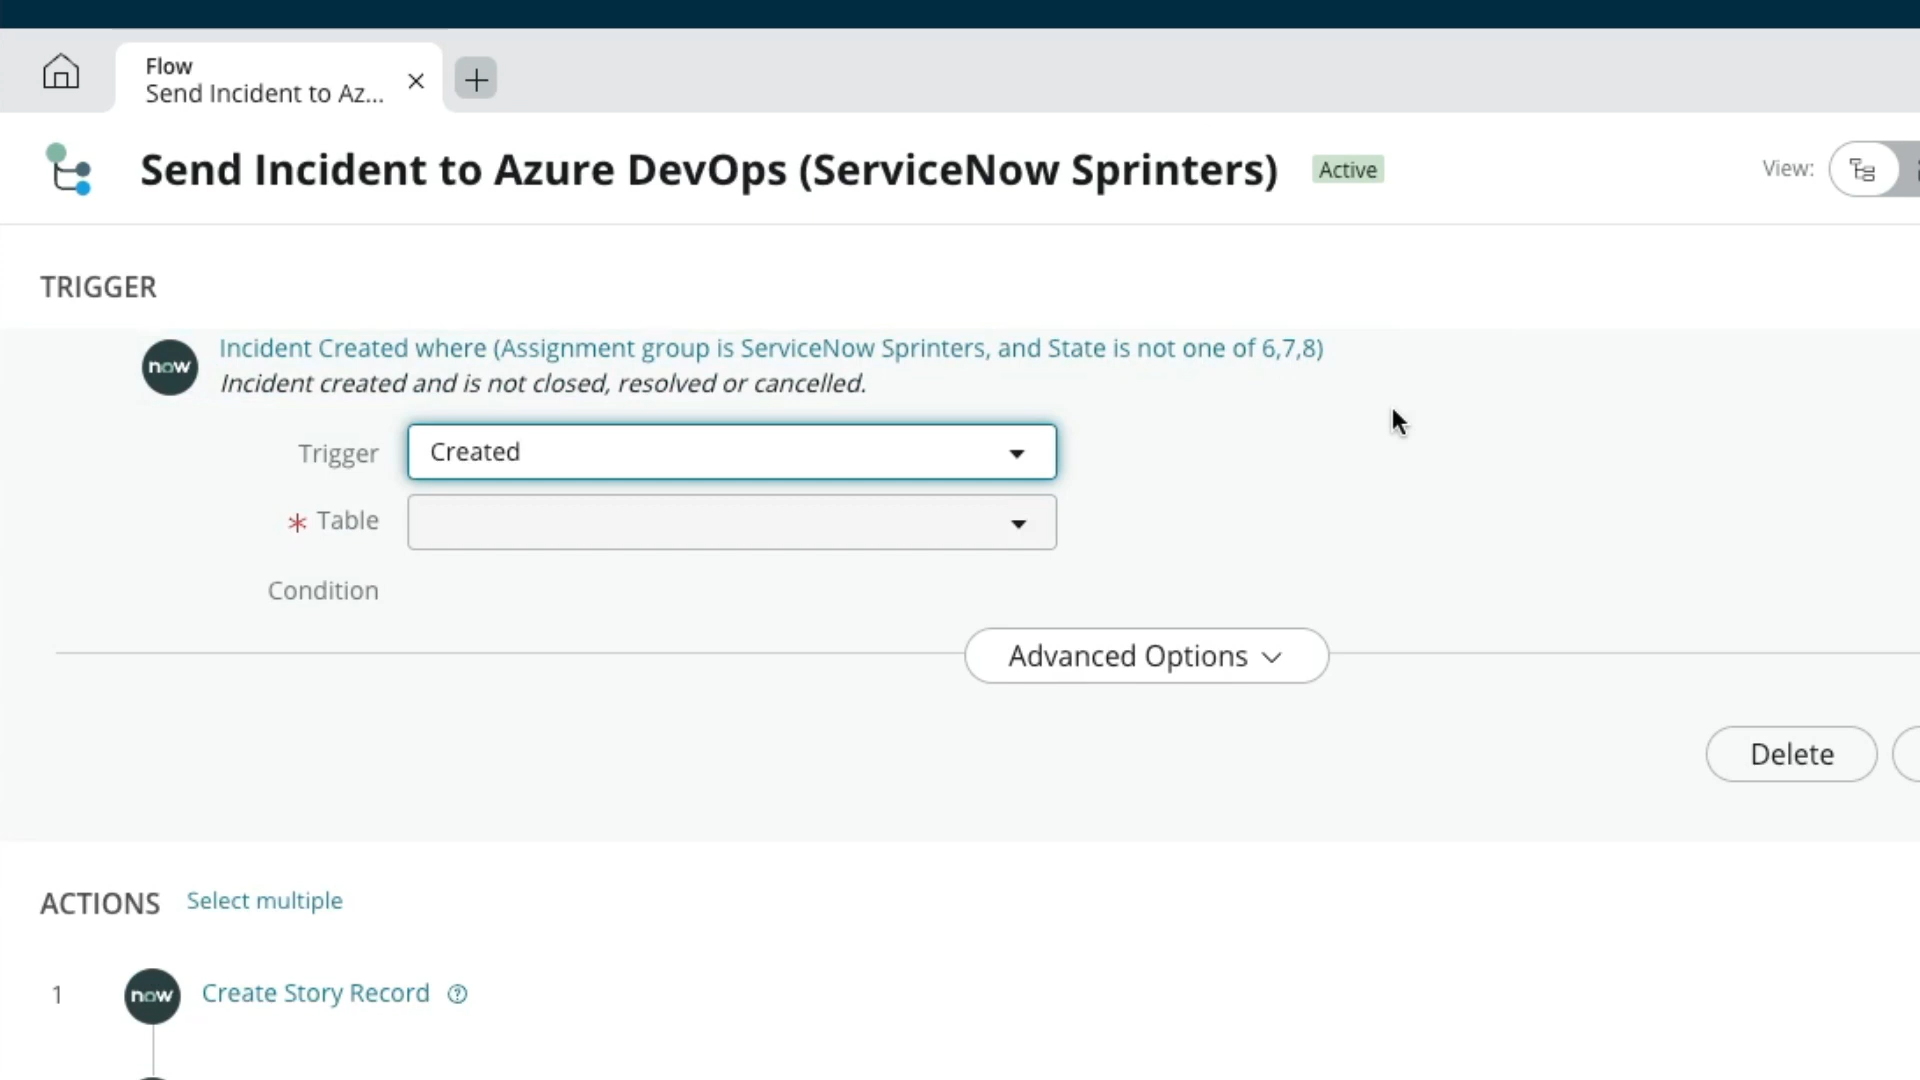 Flow
Send Incident to Az...
Send Incident to Azure DevOps (ServiceNow Sprinters)
Active
View:
TRIGGER
now
Incident Created where (Assignment group is ServiceNow Sprinters, and State is not one of 6,7,8)
Incident created and is not closed, resolved or cancelled.
Trigger
Created
* Table
Condition
Advanced Options
Delete
ACTIONS
Select multiple
1
now
Create Story Record